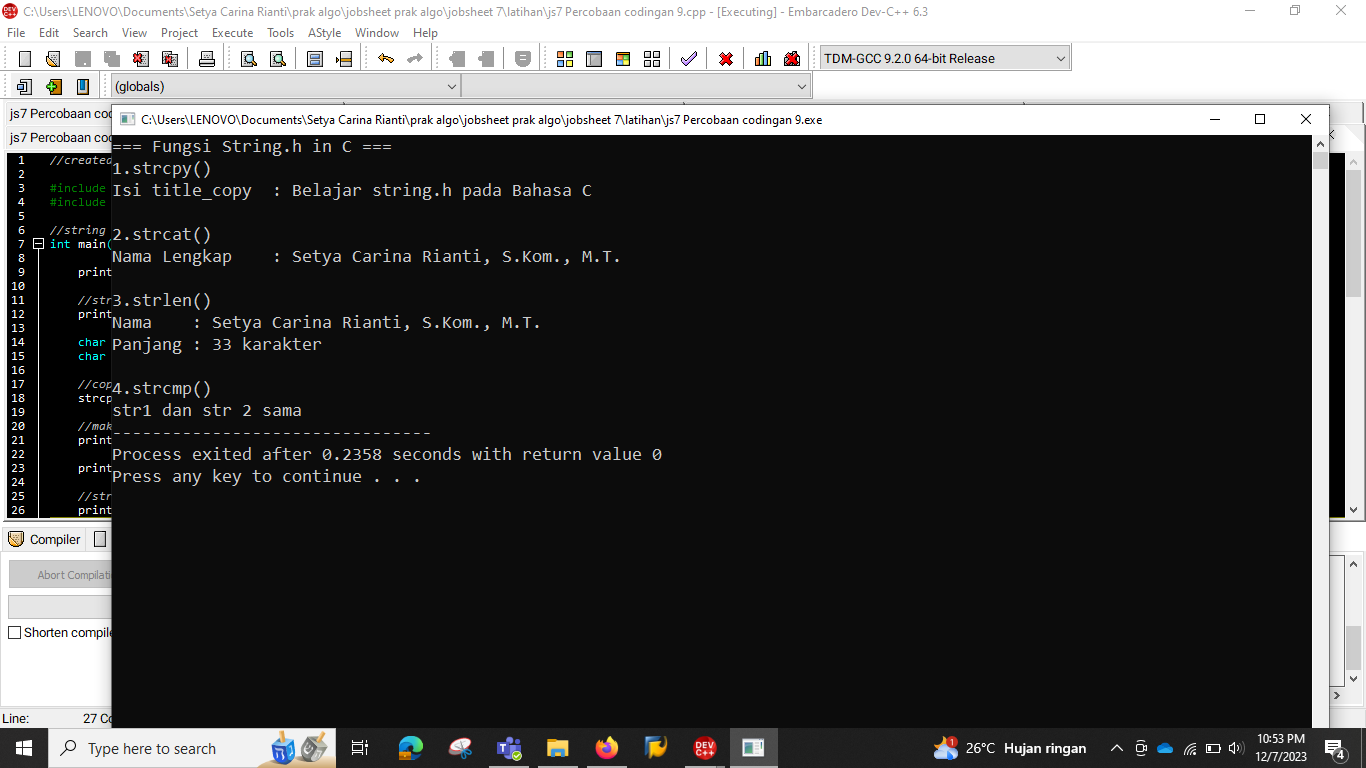 C:\Users\LENOVO\Documents\Setya Carina Rianti\prak algo\jobsheet prak algo\jobsheet 7\latihan\js7 Percobaan codingan 9.cpp - [Executing] - Embarcadero Dev-C++ 6.3
File Edit Search View Project Execute Tools AStyle Window Help
TDM-GCC 9.2.0 64-bit Release
(globals)
js7 Percobaan cod
C:\Users\LENOVO\Documents\Setya Carina Rianti\prak algo\jobsheet prak algo\jobsheet 7\latihan\js7 Percobaan codingan 9.exe
js7 Percobaan cod
=== Fungsi String.h in C ===
1.strcpy()
Isi title_copy  : Belajar string.h pada Bahasa C
2.strcat()
Nama Lengkap    : Setya Carina Rianti, S.Kom., M.T.
3.strlen()
Nama    : Setya Carina Rianti, S.Kom., M.T.
Panjang : 33 karakter
4.strcmp()
str1 dan str 2 sama
--------------------------------
Process exited after 0.2358 seconds with return value 0
Press any key to continue . . .
1 //created
2
3 #include
4 #include
5
6 //string
7 int main(
8
9 print
10
11 //str
12 print
13
14 char
15 char
16
17 //cop
18 strcp
19
20 //mak
21 print
22
23 print
24
25 //str
26 print
Compiler
Abort Compilati
Shorten compile
Line: 27 Co
Type here to search
DEV C++
1
26°C Hujan ringan
10:53 PM
12/7/2023
4